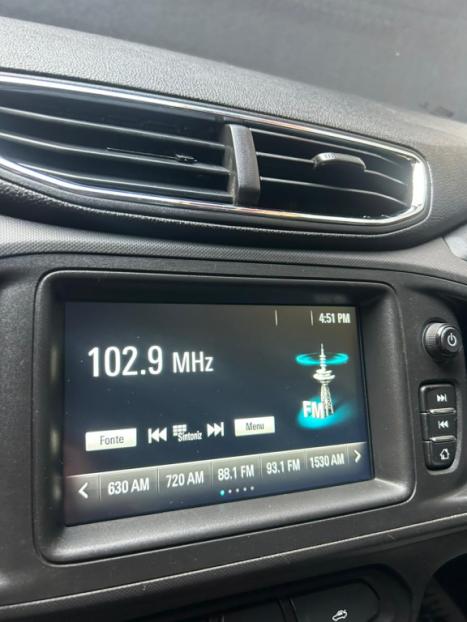 4:51 PM
102.9 MHz
FM
Fonte
Sintoniz
Menu
630 AM 720 AM 88.1 FM 93.1 FM 1530 AM